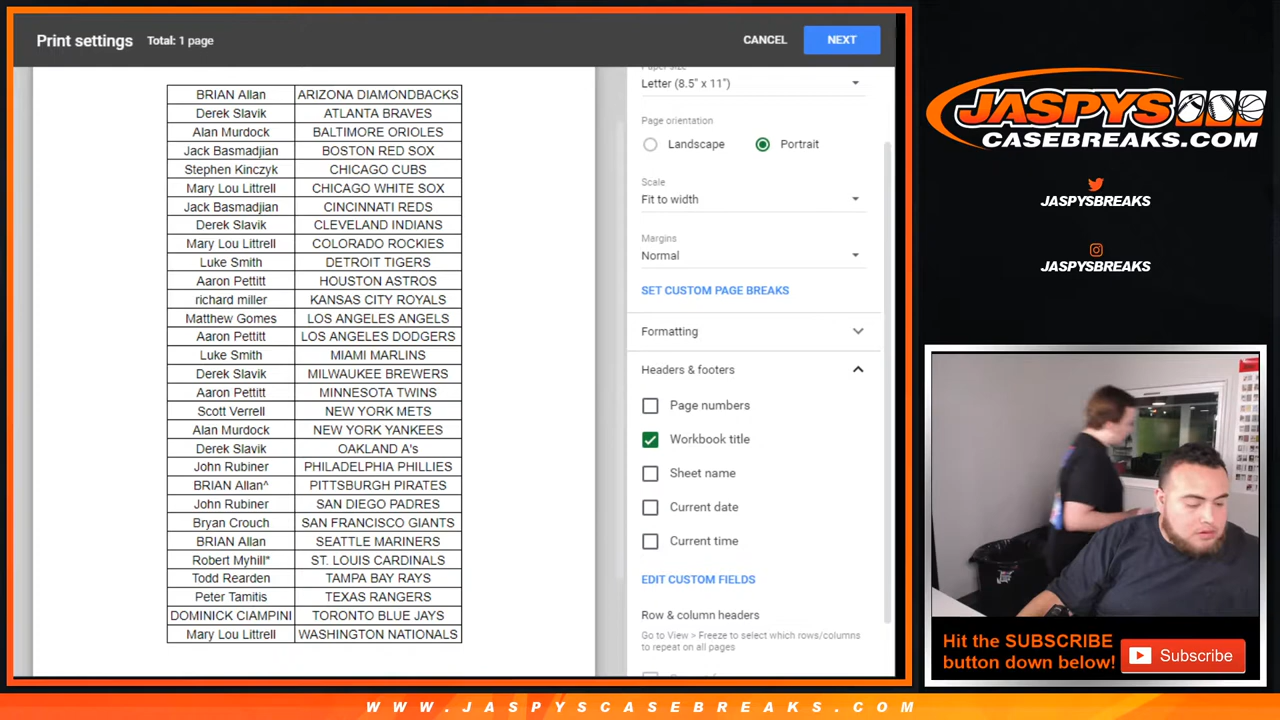 Print settings Total: 1 page CANCEL NEXT
BRIAN Allan ARIZONA DIAMONDBACKS
Derek Slavik ATLANTA BRAVES
Alan Murdock BALTIMORE ORIOLES
Jack Basmadjian BOSTON RED SOX
Stephen Kinczyk CHICAGO CUBS
Mary Lou Littrell CHICAGO WHITE SOX
Jack Basmadjian CINCINNATI REDS
Derek Slavik CLEVELAND INDIANS
Mary Lou Littrell COLORADO ROCKIES
Luke Smith DETROIT TIGERS
Aaron Pettitt HOUSTON ASTROS
richard miller KANSAS CITY ROYALS
Matthew Gomes LOS ANGELES ANGELS
Aaron Pettitt LOS ANGELES DODGERS
Luke Smith MIAMI MARLINS
Derek Slavik MILWAUKEE BREWERS
Aaron Pettitt MINNESOTA TWINS
Scott Verrell NEW YORK METS
Alan Murdock NEW YORK YANKEES
Derek Slavik OAKLAND A's
John Rubiner PHILADELPHIA PHILLIES
BRIAN Allan^ PITTSBURGH PIRATES
John Rubiner SAN DIEGO PADRES
Bryan Crouch SAN FRANCISCO GIANTS
BRIAN Allan SEATTLE MARINERS
Robert Myhill* ST. LOUIS CARDINALS
Todd Rearden TAMPA BAY RAYS
Peter Tamitis TEXAS RANGERS
DOMINICK CIAMPINI TORONTO BLUE JAYS
Mary Lou Littrell WASHINGTON NATIONALS
Paper size
Letter (8.5" x 11")
Page orientation
Landscape Portrait
Scale
Fit to width
Margins
Normal
SET CUSTOM PAGE BREAKS
Formatting
Headers & footers
Page numbers
Workbook title
Sheet name
Current date
Current time
EDIT CUSTOM FIELDS
Row & column headers
Go to View > Freeze to select which rows/columns
to repeat on all pages
JASPYS
CASEBREAKS.COM
JASPYSBREAKS
JASPYSBREAKS
Hit the SUBSCRIBE
button down below!
Subscribe
WWW.JASPYSCASEBREAKS.COM